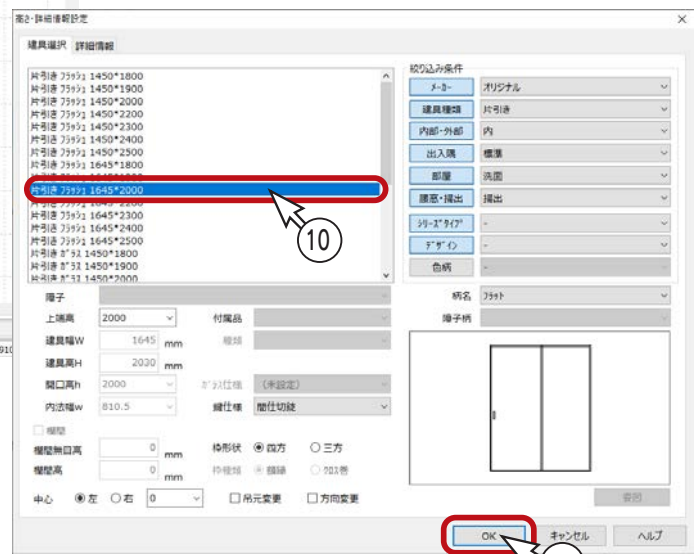 高さ・詳細情報設定
建具選択 詳細情報
片引き フラッシュ 1450*1800
片引き フラッシュ 1450*1900
片引き フラッシュ 1450*2000
片引き フラッシュ 1450*2200
片引き フラッシュ 1450*2300
片引き フラッシュ 1450*2400
片引き フラッシュ 1450*2500
片引き フラッシュ 1645*1800
片引き フラッシュ 1645*2000
片引き フラッシュ 1645*2300
片引き フラッシュ 1645*2400
片引き フラッシュ 1645*2500
片引き ガラス 1450*1800
片引き ガラス 1450*1900
片引き ガラス 1450*2000
10
絞り込み条件
メーカー オリジナル
建具種類 片引き
内部・外部 内
出入隅 標準
部屋 洗面
腰窓・掃出 掃出
シリーズタイプ -
デザイン -
色柄 -
障子
柄名 フラット
上端高 2000 付属品
障子柄
建具幅W 1645 mm 種類
建具高H 2030 mm
開口高h 2000 ガラス仕様 (未設定)
内法幅w 810.5 鍵仕様 間仕切錠
欄間
欄間無目高 0 mm 枠形状 四方 三方
欄間高 0 mm 枠種類 額縁 クロス巻
中心 左 右 0 吊元変更 方向変更
姿図
OK キャンセル ヘルプ
910